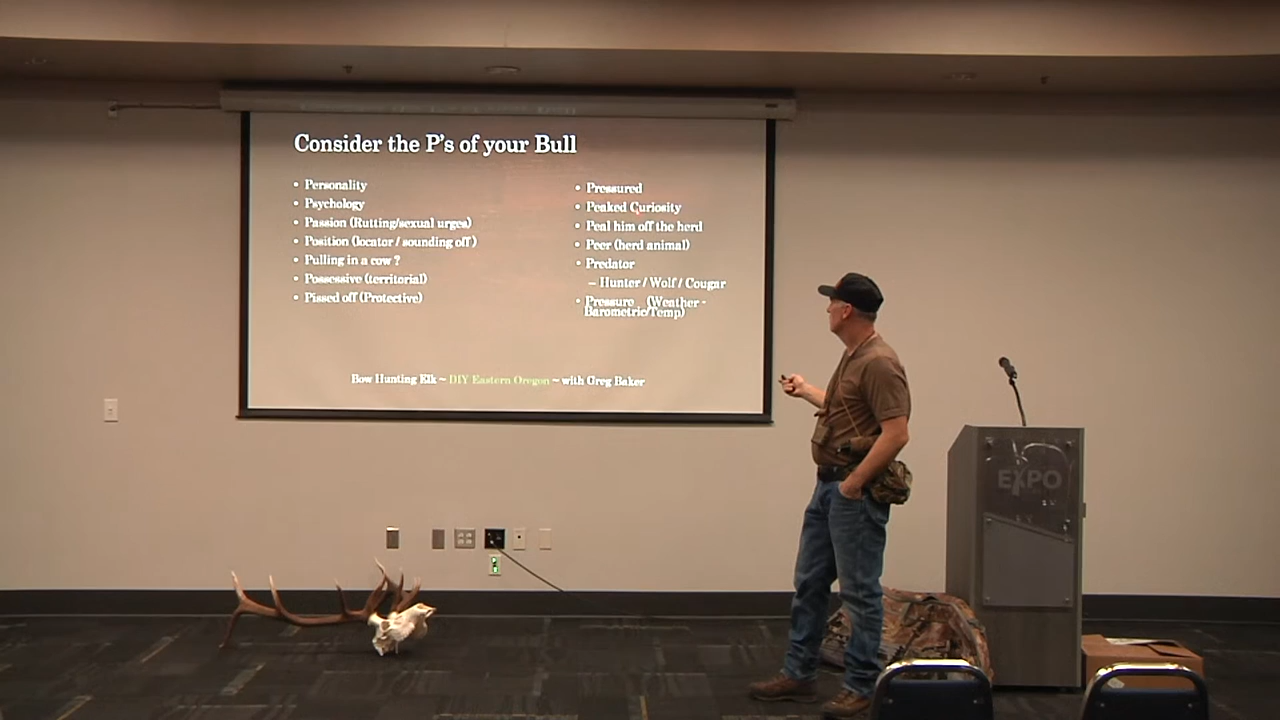 Consider the P's of your Bull
• Personality
• Psychology
• Passion (Rutting/sexual urges)
• Position (locator / sounding off)
• Pulling in a cow ?
• Possessive (territorial)
• Pissed off (Protective)
• Pressured
• Peaked Curiosity
• Peal him off the herd
• Peer (herd animal)
• Predator
– Hunter / Wolf / Cougar
• Pressure (Weather -
Barometric/Temp)
Bow Hunting Elk ~ DIY Eastern Oregon ~ with Greg Baker
EXPO